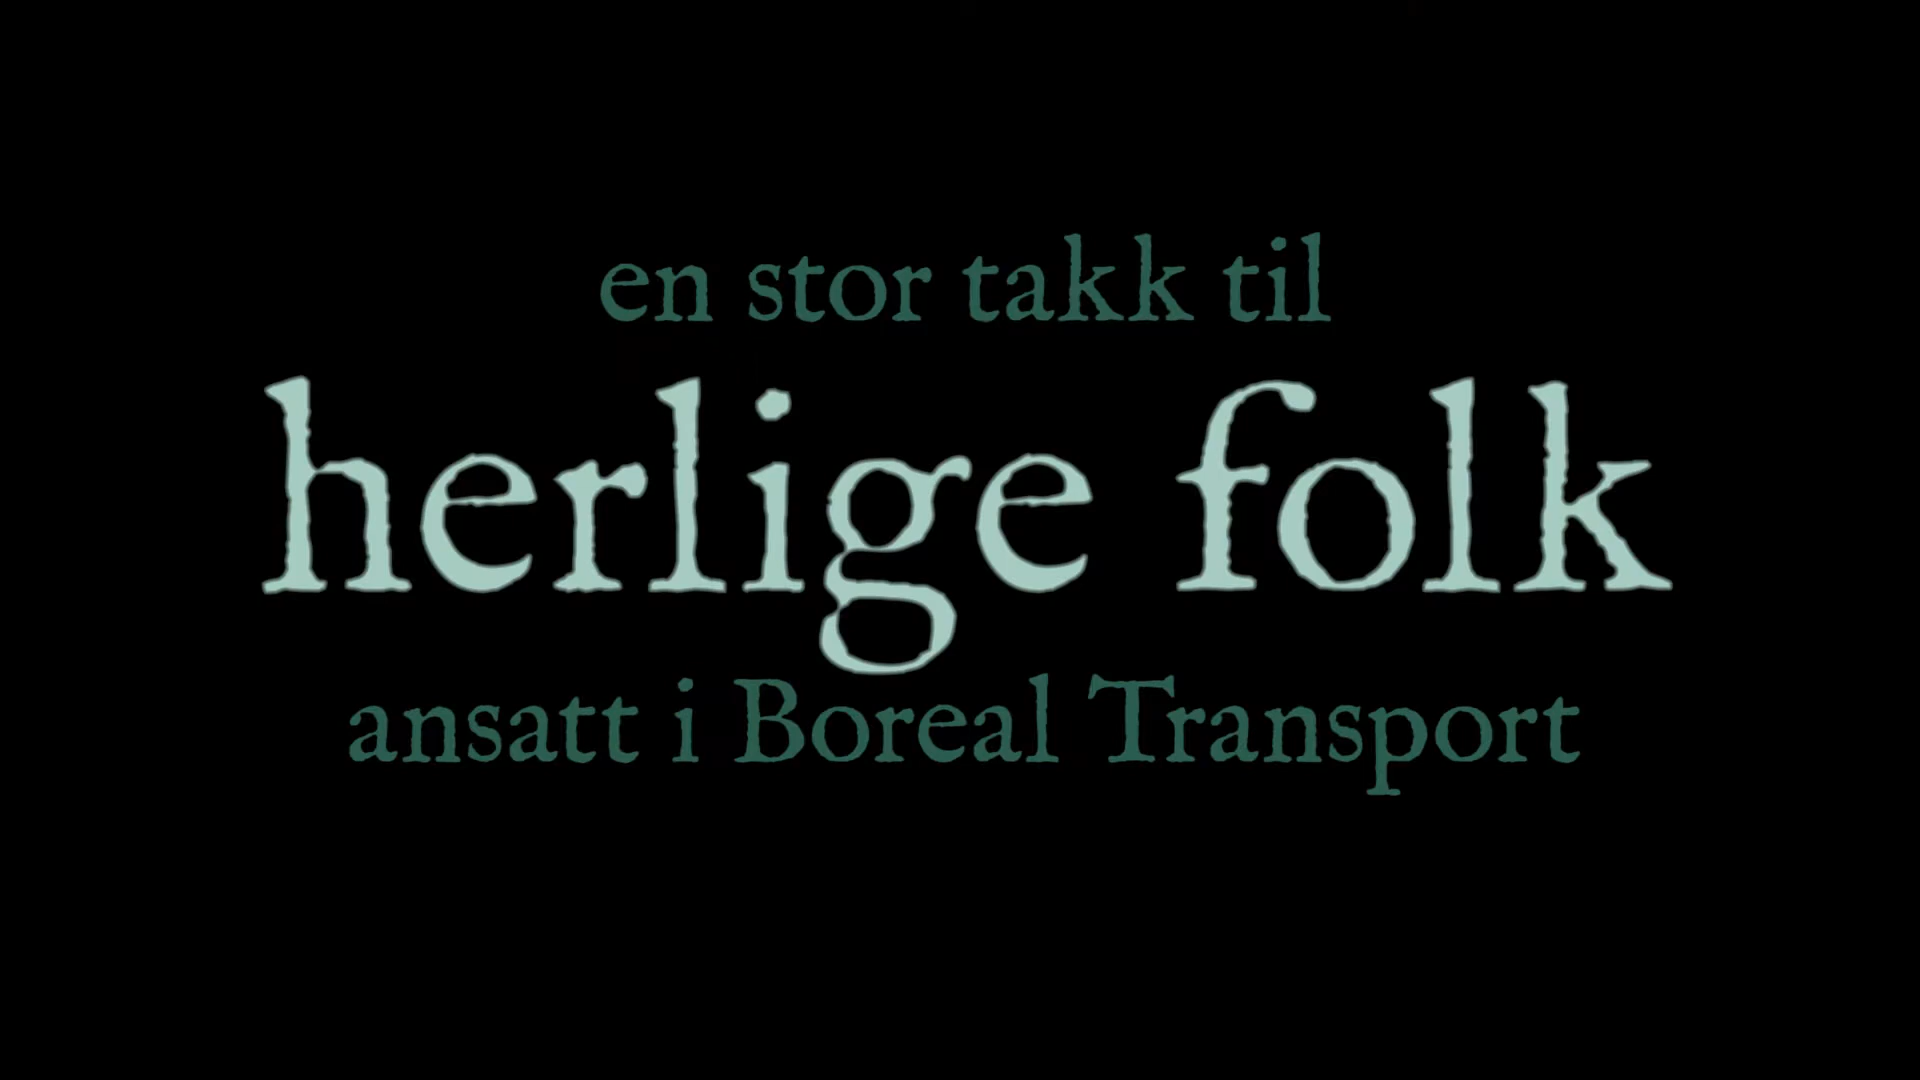 en stor takk til
herlige folk
ansatt i Boreal Transport